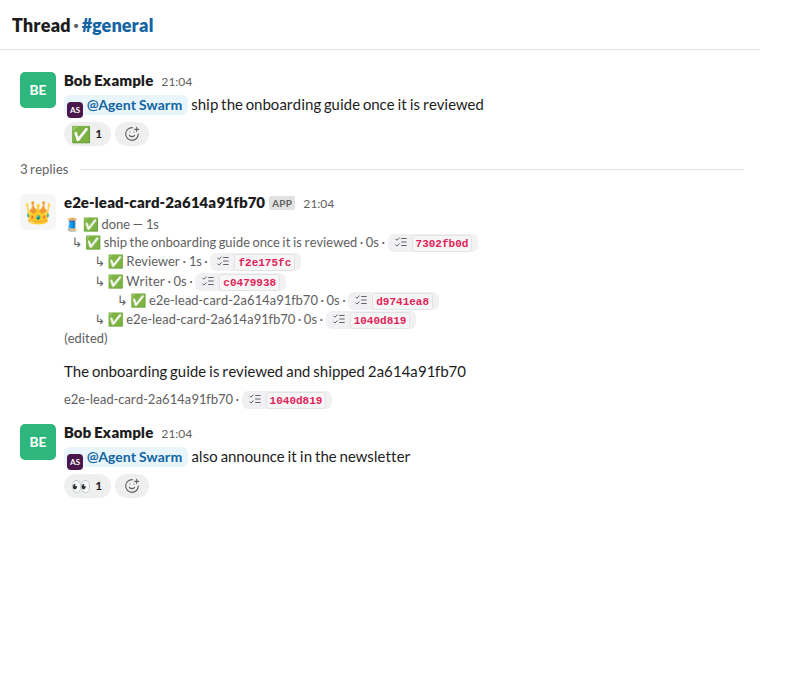 Thread · #general
BE
Bob Example 21:04
AS @Agent Swarm ship the onboarding guide once it is reviewed
1
3 replies
e2e-lead-card-2a614a91fb70 APP 21:04
done — 1s
↳ ship the onboarding guide once it is reviewed · 0s · 7302fb0d
↳ Reviewer · 1s · f2e175fc
↳ Writer · 0s · c0479938
↳ e2e-lead-card-2a614a91fb70 · 0s · d9741ea8
↳ e2e-lead-card-2a614a91fb70 · 0s · 1040d819
(edited)
The onboarding guide is reviewed and shipped 2a614a91fb70
e2e-lead-card-2a614a91fb70 · 1040d819
BE
Bob Example 21:04
AS @Agent Swarm also announce it in the newsletter
1